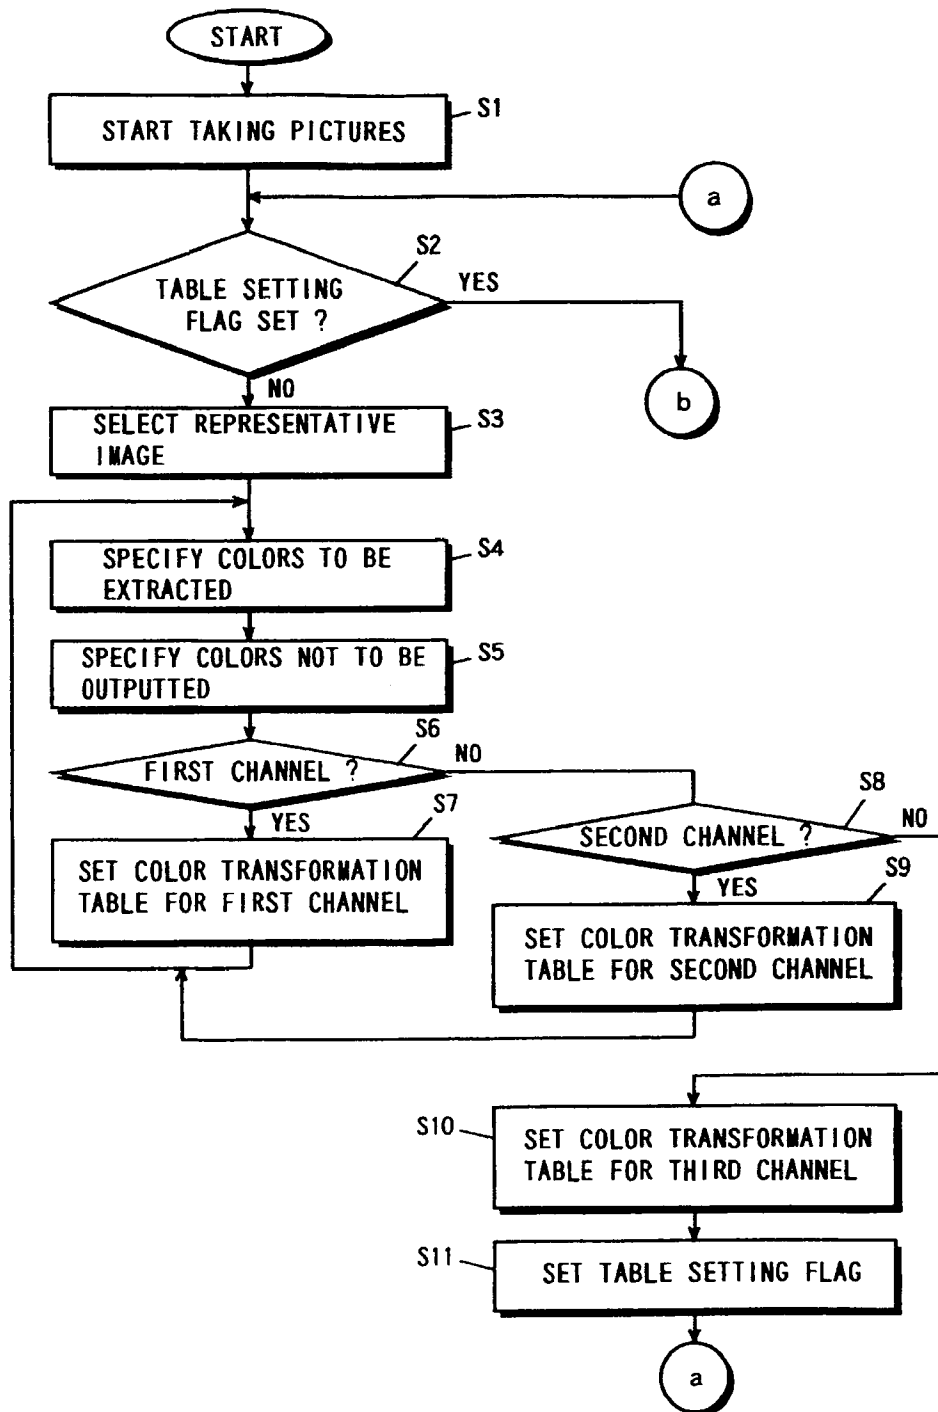 START
START TAKING PICTURES
S1
a
S2
TABLE SETTING
FLAG SET ?
YES
NO
b
SELECT REPRESENTATIVE
IMAGE
S3
SPECIFY COLORS TO BE
EXTRACTED
S4
SPECIFY COLORS NOT TO BE
OUTPUTTED
S5
S6
FIRST CHANNEL ?
NO
YES
S7
SET COLOR TRANSFORMATION
TABLE FOR FIRST CHANNEL
S8
SECOND CHANNEL ?
NO
YES
S9
SET COLOR TRANSFORMATION
TABLE FOR SECOND CHANNEL
S10
SET COLOR TRANSFORMATION
TABLE FOR THIRD CHANNEL
S11
SET TABLE SETTING FLAG
a